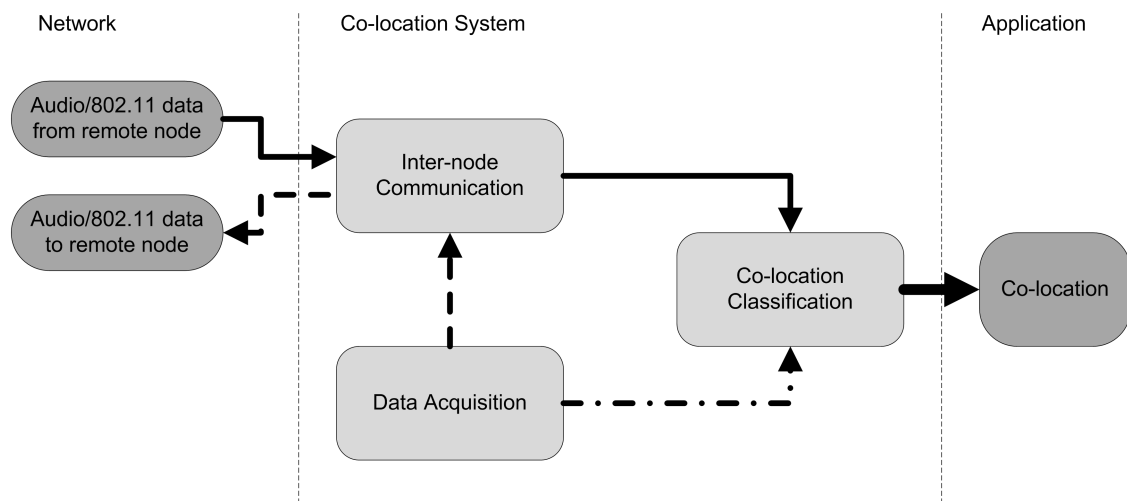 Network
Co-location System
Application
Audio/802.11 data
from remote node
Audio/802.11 data
to remote node
Inter-node
Communication
Co-location
Classification
Co-location
Data Acquisition